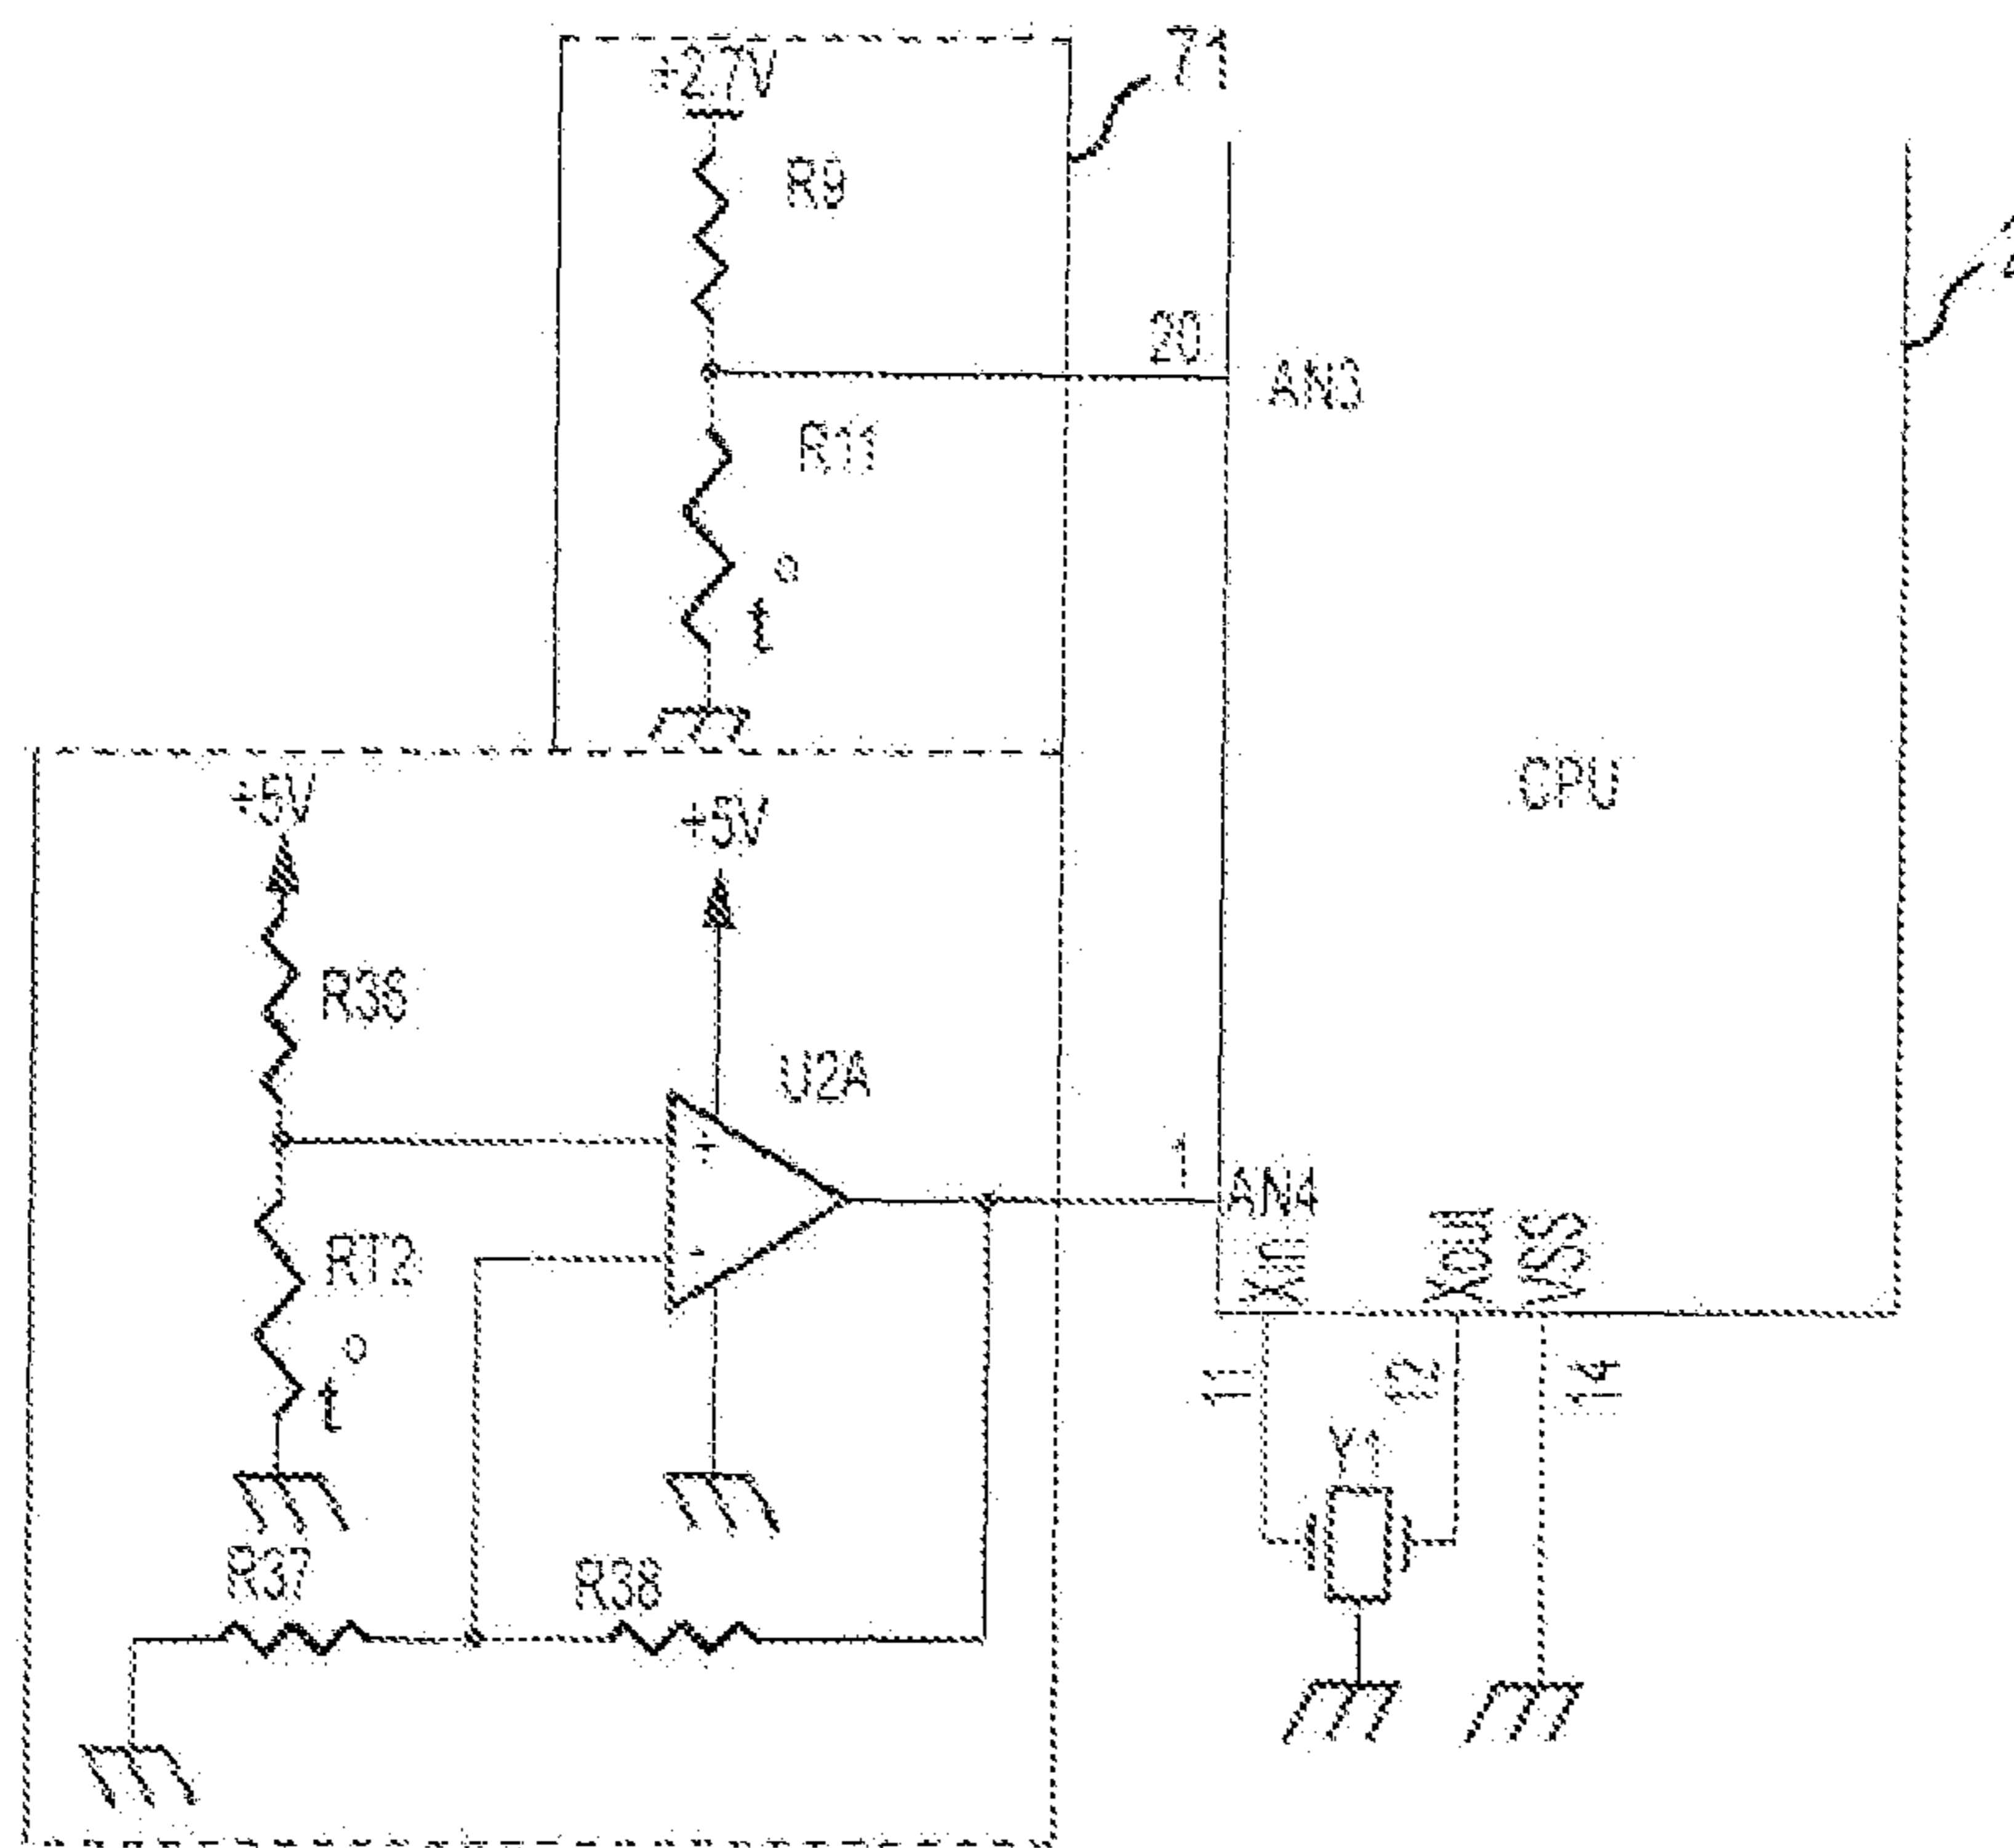 +2.7V
71
R9
20
AN3
R11
t°
CPU
+5V
+5V
R36
U2A
+
1
AN4
-
RT2
Xin
Xout
VSS
t°
11
12
14
Y1
R37
R38